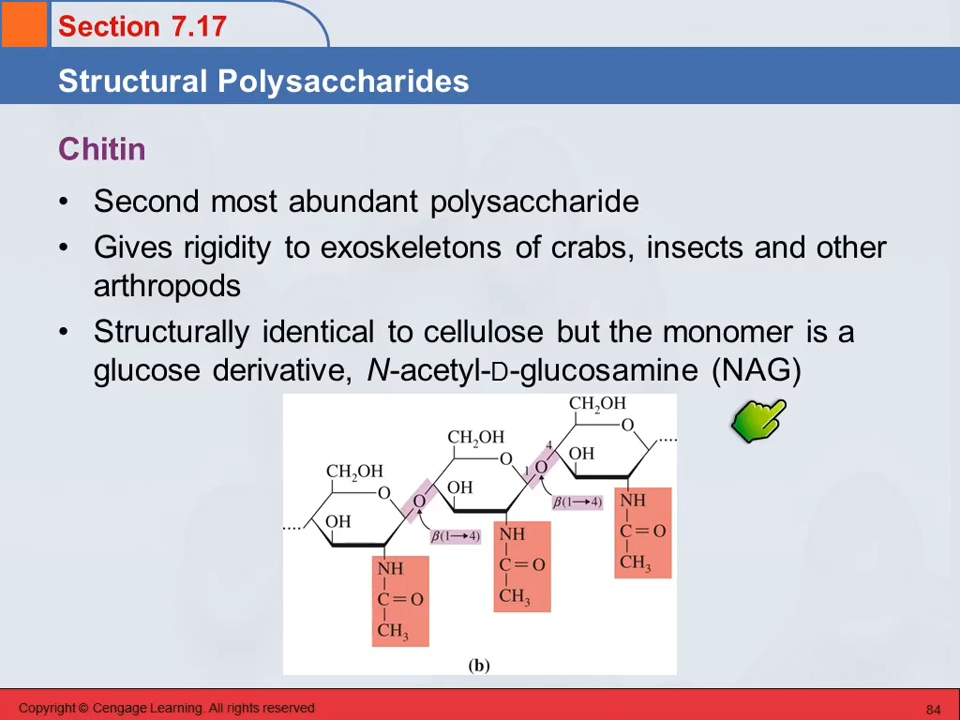 Section 7.17
Structural Polysaccharides
Chitin
• Second most abundant polysaccharide
• Gives rigidity to exoskeletons of crabs, insects and other
arthropods
• Structurally identical to cellulose but the monomer is a
glucose derivative, N-acetyl-D-glucosamine (NAG)
CH₂OH
O
4
CH₂OH
O
1
O
OH
CH₂OH
O
O
OH
β(1→4)
NH
OH
β(1→4)
NH
C=O
NH
C=O
CH₃
C=O
CH₃
CH₃
(b)
Copyright © Cengage Learning. All rights reserved
84